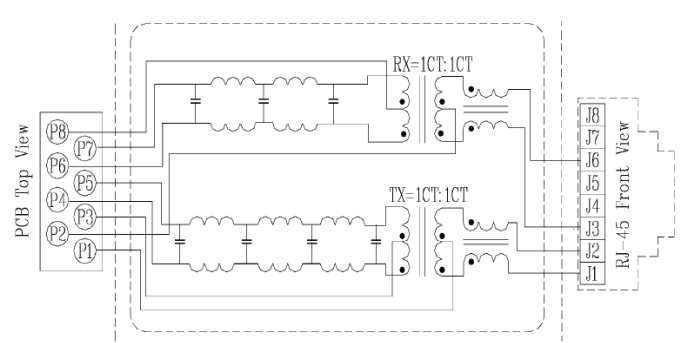 RX=1CT:1CT
PCB Top View
P8
P7
P6
P5
P4
P3
P2
P1
TX=1CT:1CT
J8
J7
J6
J5
J4
J3
J2
J1
RJ-45 Front View